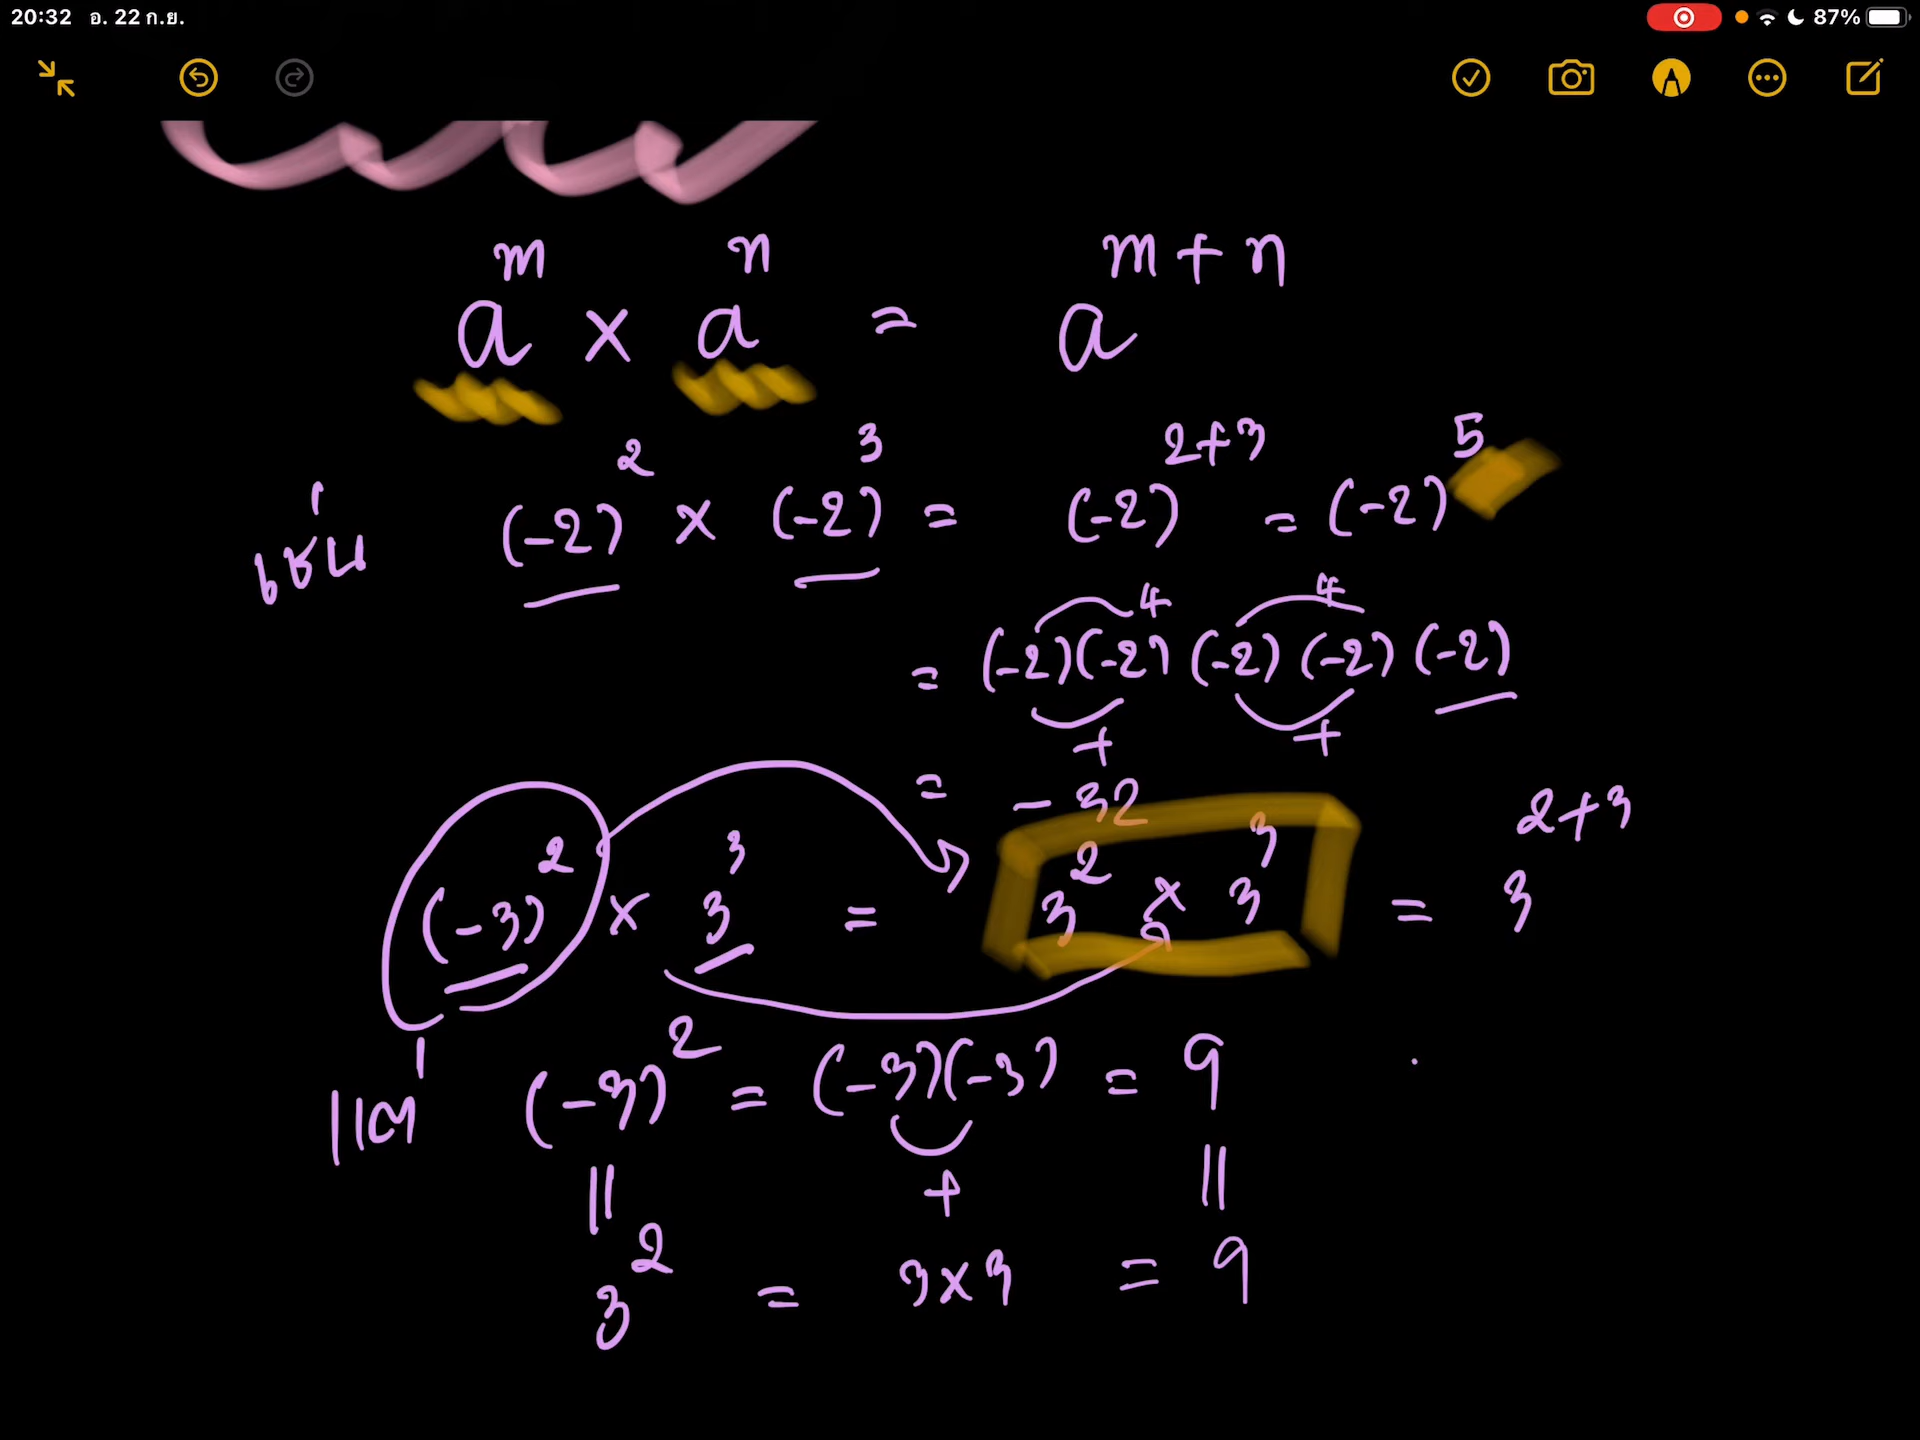 20:32 อ. 22 ก.ย. 87%
a^m × a^n = a^{m+n}
เช่น (-2)^2 × (-2)^3 = (-2)^{2+3} = (-2)^5
4 4
= (-2)(-2)(-2)(-2)(-2)
+ +
= -32
(-3)^2 × 3^3 = 3^2 × 3^3 = 3^{2+3}
แต่ (-3)^2 = (-3)(-3) = 9
|| + ||
3^2 = 3×3 = 9